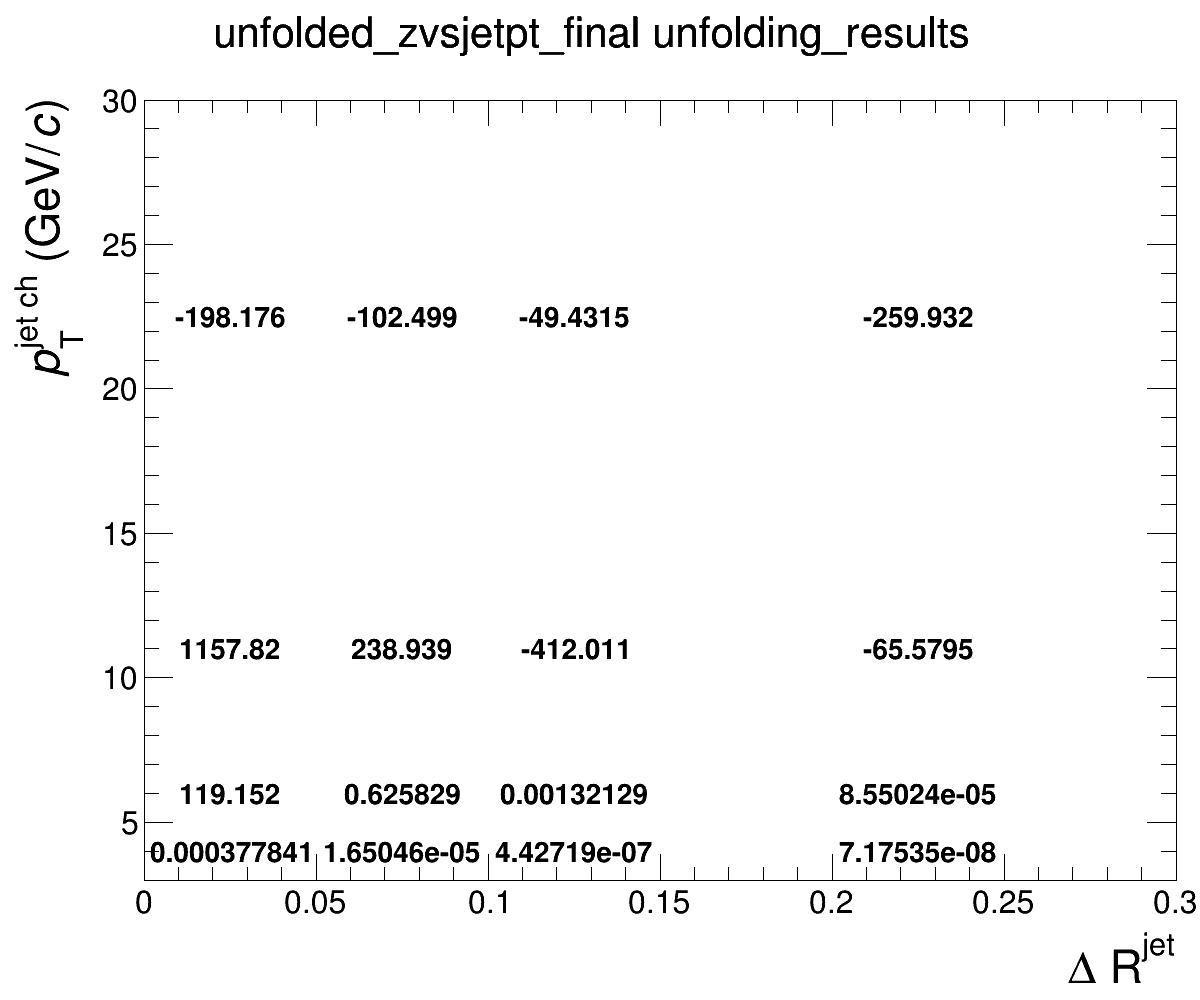 unfolded_zvsjetpt_final unfolding_results
p_T^jet ch (GeV/c)
30
25
-198.176 -102.499 -49.4315 -259.932
20
15
1157.82 238.939 -412.011 -65.5795
10
119.152 0.625829 0.00132129 8.55024e-05
5
0.000377841 1.65046e-05 4.42719e-07 7.17535e-08
0 0.05 0.1 0.15 0.2 0.25 0.3
Δ R^jet